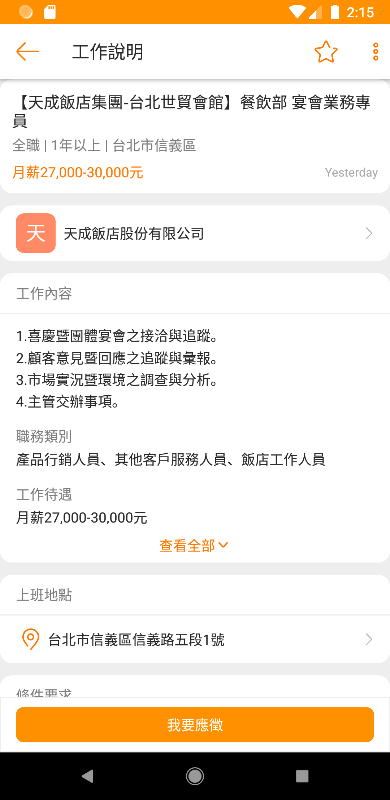 2:15
工作說明
【天成飯店集團-台北世貿會館】餐飲部 宴會業務專
員
全職 | 1年以上 | 台北市信義區
月薪27,000-30,000元
Yesterday
天
天成飯店股份有限公司
工作內容
1.喜慶暨團體宴會之接洽與追蹤。
2.顧客意見暨回應之追蹤與彙報。
3.市場實況暨環境之調查與分析。
4.主管交辦事項。
職務類別
產品行銷人員、其他客戶服務人員、飯店工作人員
工作待遇
月薪27,000-30,000元
查看全部
上班地點
台北市信義區信義路五段1號
條件要求
我要應徵